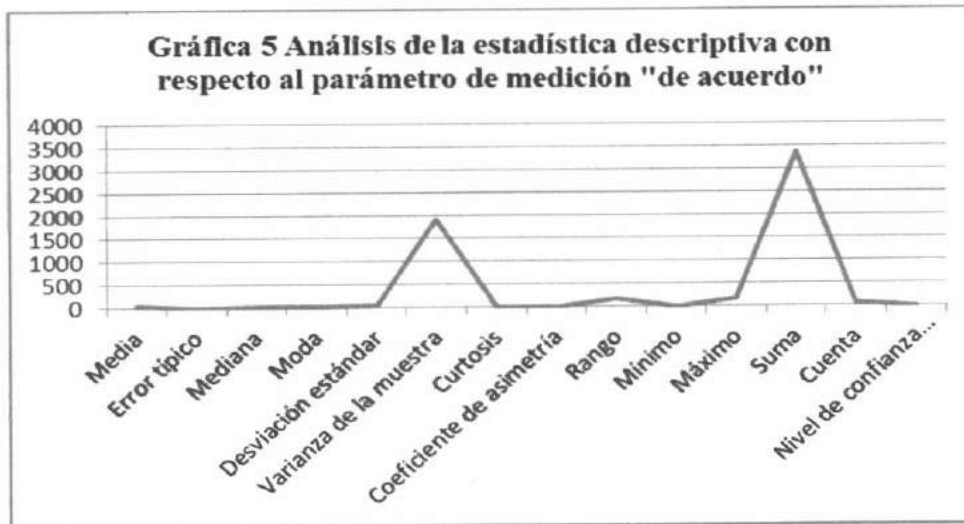 Gráfica 5 Análisis de la estadística descriptiva con
respecto al parámetro de medición "de acuerdo"
4000
3500
3000
2500
2000
1500
1000
500
0
Media
Error típico
Mediana
Moda
Desviación estándar
Varianza de la muestra
Curtosis
Coeficiente de asimetría
Rango
Mínimo
Máximo
Suma
Cuenta
Nivel de confianza...